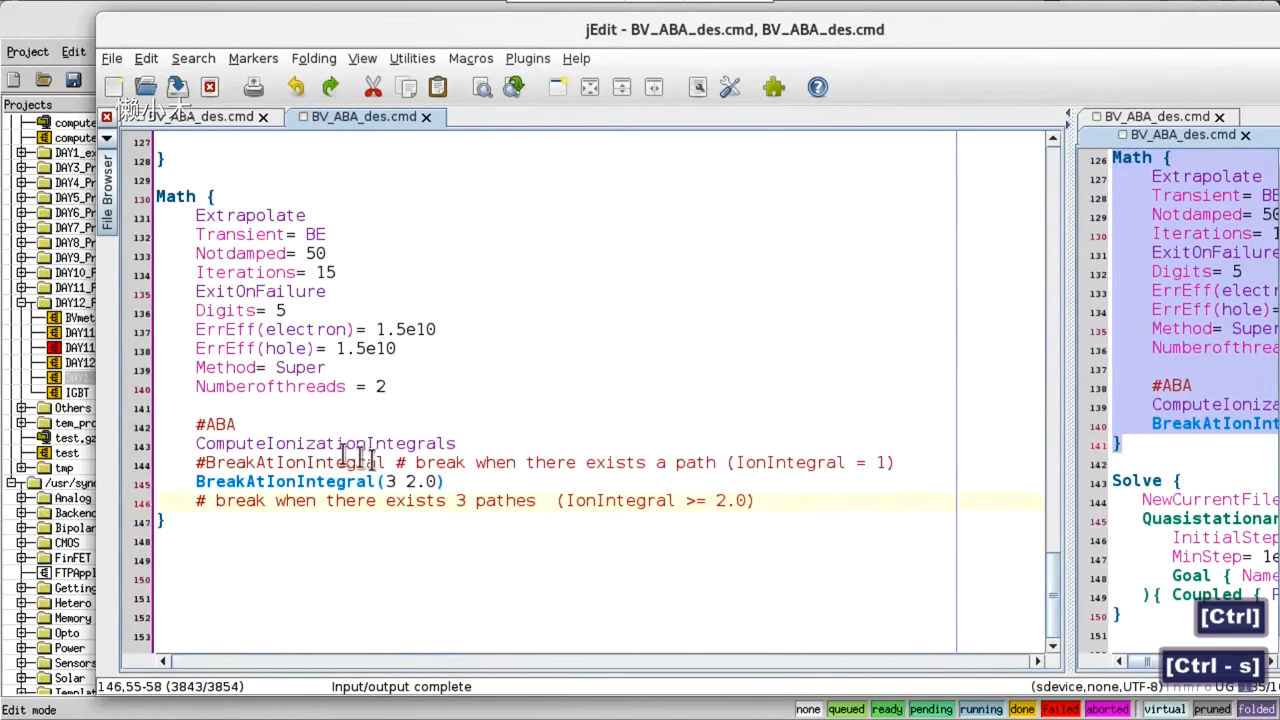 jEdit - BV_ABA_des.cmd, BV_ABA_des.cmd
Project Edit
File Edit Search Markers Folding View Utilities Macros Plugins Help
懒小木
Projects
BV_ABA_des.cmd
BV_ABA_des.cmd
BV_ABA_des.cmd
BV_ABA_des.cmd
File Browser
compute
compute
DAY1_ex
DAY3_Pr
DAY4_Pr
DAY5_Pr
DAY6_Pr
DAY7_Pr
DAY8_Pr
DAY9_Pr
DAY10_F
DAY11_F
DAY12_F
BVmet
DAY11
DAY11
DAY12
IGBT
Others
tem_pro
test.gz
test
tmp
/usr/syno
Analog
Backend
Bipolar
CMOS
FinFET
FTPAppl
Getting
Hetero
Memory
Opto
Power
Sensors
Solar
127
128 }
129
130 Math {
131 Extrapolate
132 Transient= BE
133 Notdamped= 50
134 Iterations= 15
135 ExitOnFailure
136 Digits= 5
137 ErrEff(electron)= 1.5e10
138 ErrEff(hole)= 1.5e10
139 Method= Super
140 Numberofthreads = 2
141
142 #ABA
143 ComputeIonizationIntegrals
144 #BreakAtIonIntegral # break when there exists a path (IonIntegral = 1)
145 BreakAtIonIntegral(3 2.0)
146 # break when there exists 3 pathes (IonIntegral >= 2.0)
147 }
148
149
150
151
152
153
126 Math {
127 Extrapolate
128 Transient= BE
129 Notdamped= 50
130 Iterations= 1
131 ExitOnFailure
132 Digits= 5
133 ErrEff(electr
134 ErrEff(hole)=
135 Method= Super
136 Numberofthrea
137
138 #ABA
139 ComputeIoniza
140 BreakAtIonInt
141 }
142
143 Solve {
144 NewCurrentFile
145 Quasistationar
146 InitialStep
147 MinStep= 1e
148 Goal { Name
149 ){ Coupled { P
150 }
151
[Ctrl]
[Ctrl - s]
146,55-58 (3843/3854) Input/output complete
(sdevice,none,UTF-8)
Edit mode
none queued ready pending running done failed aborted virtual pruned folded